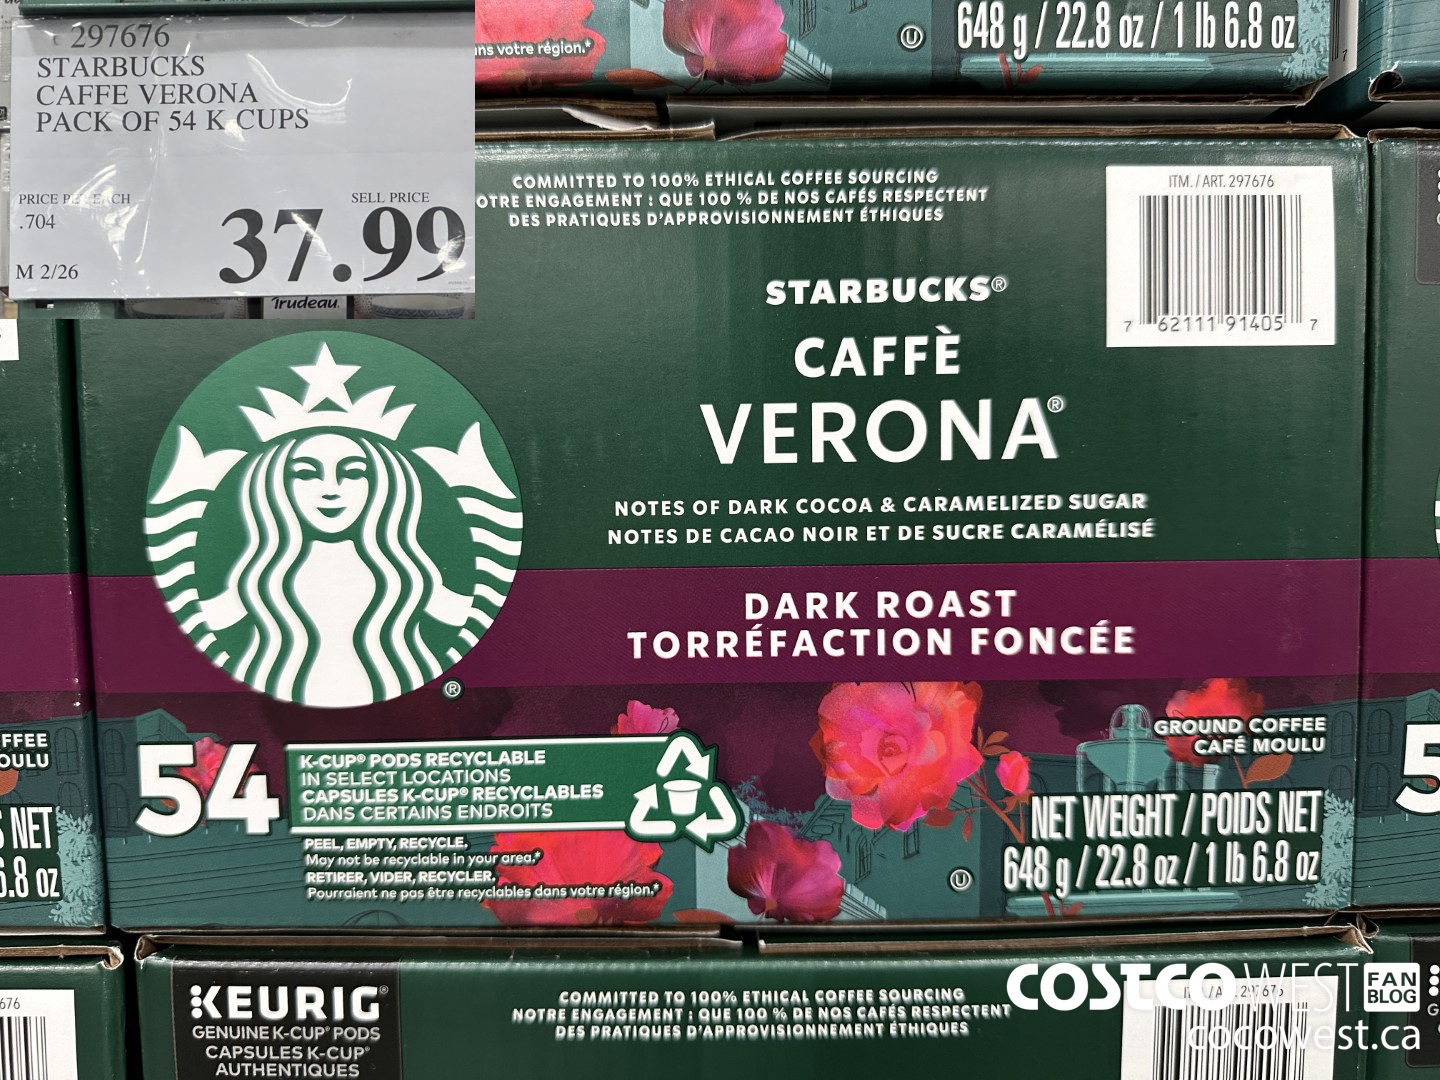 297676
STARBUCKS
CAFFE VERONA
PACK OF 54 K CUPS
PRICE PER EACH
.704
SELL PRICE
37.99
M 2/26
Trudeau
ans votre région.*
U
648 g / 22.8 oz / 1 lb 6.8 oz
7
COMMITTED TO 100% ETHICAL COFFEE SOURCING
OTRE ENGAGEMENT : QUE 100 % DE NOS CAFÉS RESPECTENT
DES PRATIQUES D'APPROVISIONNEMENT ÉTHIQUES
ITM./ART. 297676
7 62111 91405 7
STARBUCKS®
CAFFÈ
VERONA®
NOTES OF DARK COCOA & CARAMELIZED SUGAR
NOTES DE CACAO NOIR ET DE SUCRE CARAMÉLISÉ
DARK ROAST
TORRÉFACTION FONCÉE
®
54
K-CUP® PODS RECYCLABLE
IN SELECT LOCATIONS
CAPSULES K-CUP® RECYCLABLES
DANS CERTAINS ENDROITS
PEEL, EMPTY, RECYCLE.
May not be recyclable in your area.*
RETIRER, VIDER, RECYCLER.
Pourraient ne pas être recyclables dans votre région.*
GROUND COFFEE
CAFÉ MOULU
NET WEIGHT / POIDS NET
648 g / 22.8 oz / 1 lb 6.8 oz
U
FFEE
OULU
S NET
6.8 oz
5
676
KEURIG®
GENUINE K-CUP® PODS
CAPSULES K-CUP®
AUTHENTIQUES
COMMITTED TO 100% ETHICAL COFFEE SOURCING
NOTRE ENGAGEMENT : QUE 100 % DE NOS CAFÉS RESPECTENT
DES PRATIQUES D'APPROVISIONNEMENT ÉTHIQUES
ITM./ART. 297676
COSTCO WEST FAN BLOG
cocowest.ca